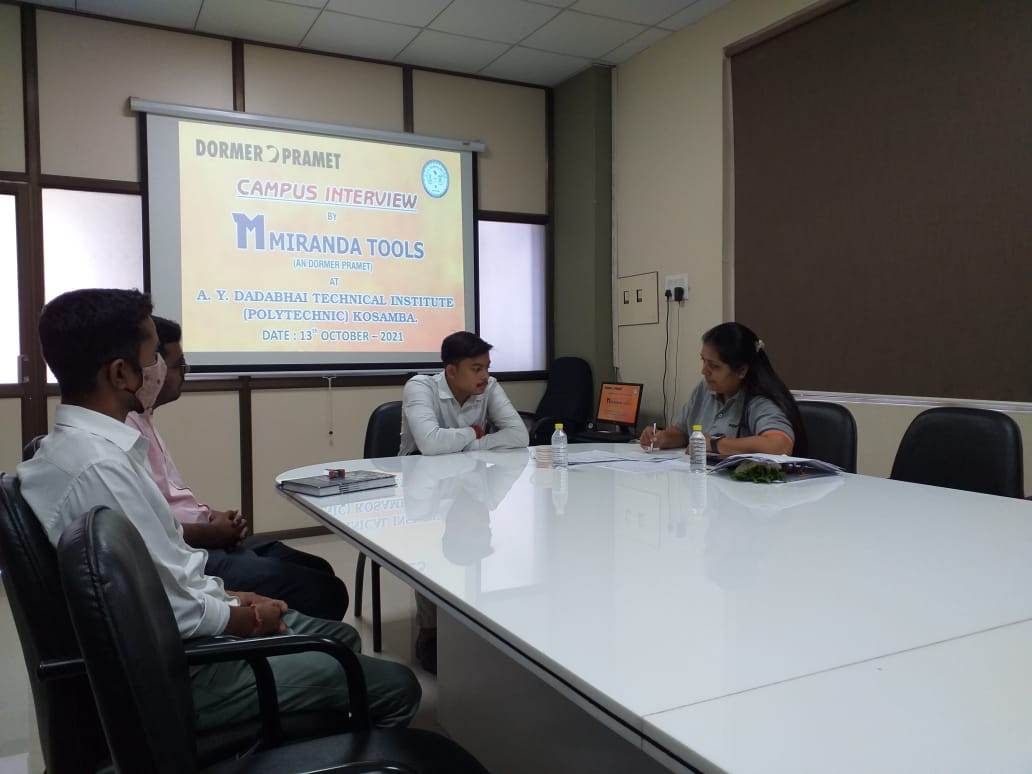 DORMER PRAMET
CAMPUS INTERVIEW
BY
M MIRANDA TOOLS
(AN DORMER PRAMET)
AT
A. Y. DADABHAI TECHNICAL INSTITUTE
(POLYTECHNIC) KOSAMBA.
DATE : 13th OCTOBER – 2021